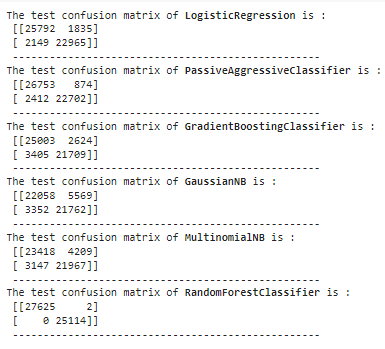 The test confusion matrix of LogisticRegression is :
[[25792 1835]
[ 2149 22965]]
--------------------------------------------------
The test confusion matrix of PassiveAggressiveClassifier is :
[[26753 874]
[ 2412 22702]]
--------------------------------------------------
The test confusion matrix of GradientBoostingClassifier is :
[[25003 2624]
[ 3405 21709]]
--------------------------------------------------
The test confusion matrix of GaussianNB is :
[[22058 5569]
[ 3352 21762]]
--------------------------------------------------
The test confusion matrix of MultinomialNB is :
[[23418 4209]
[ 3147 21967]]
--------------------------------------------------
The test confusion matrix of RandomForestClassifier is :
[[27625 2]
[ 0 25114]]
--------------------------------------------------